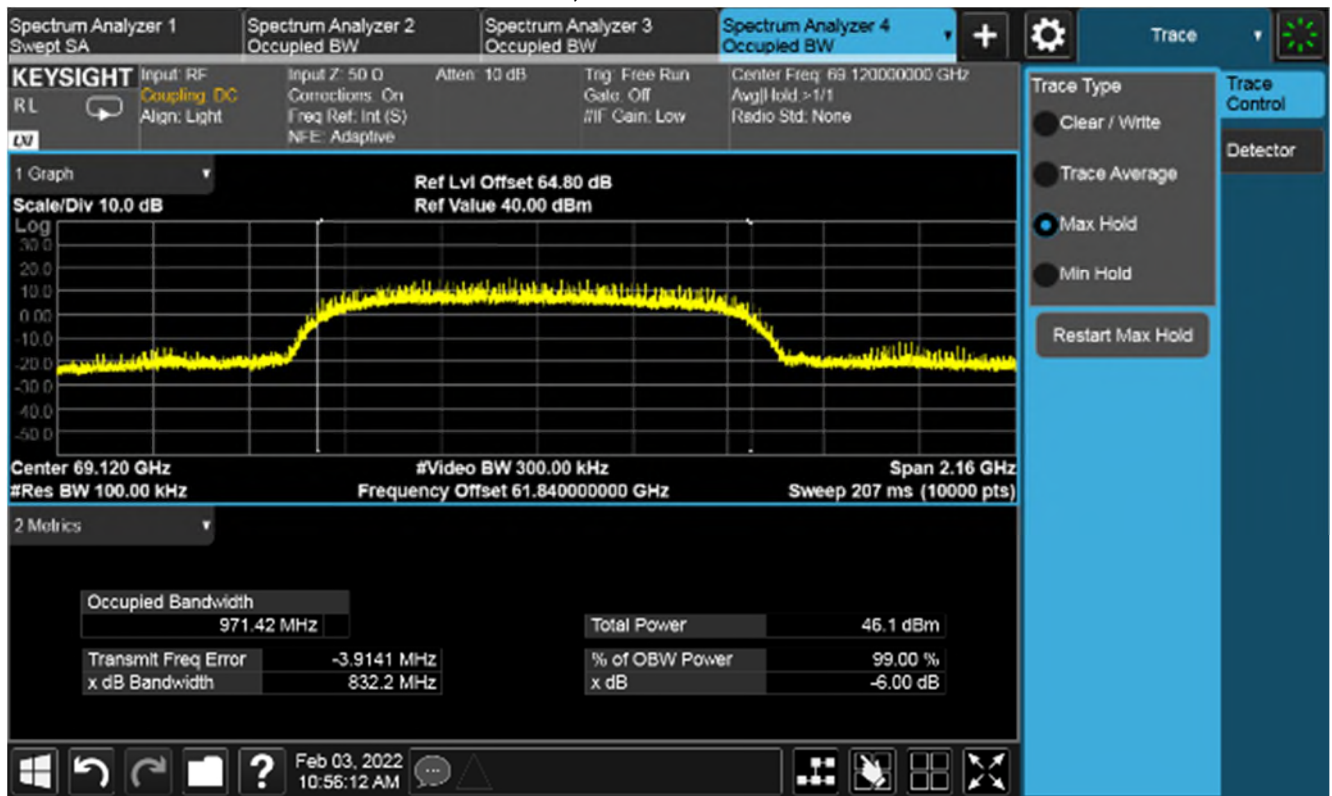 Spectrum Analyzer 1
Swept SA
Spectrum Analyzer 2
Occupied BW
Spectrum Analyzer 3
Occupied BW
Spectrum Analyzer 4
Occupied BW
+
Trace
KEYSIGHT
RL
LXI
Input: RF
Coupling: DC
Align: Light
Input Z: 50 Ω
Corrections: On
Freq Ref: Int (S)
NFE: Adaptive
Atten: 10 dB
Trig: Free Run
Gate: Off
#IF Gain: Low
Center Freq: 69.120000000 GHz
Avg|Hold:>1/1
Radio Std: None
Trace Type
Clear / Write
Trace Average
Max Hold
Min Hold
Restart Max Hold
Trace
Control
Detector
1 Graph
Scale/Div 10.0 dB
Ref Lvl Offset 64.80 dB
Ref Value 40.00 dBm
Log
30.0
20.0
10.0
0.00
-10.0
-20.0
-30.0
-40.0
-50.0
Center 69.120 GHz
#Video BW 300.00 kHz
Span 2.16 GHz
#Res BW 100.00 kHz
Frequency Offset 61.840000000 GHz
Sweep 207 ms (10000 pts)
2 Metrics
Occupied Bandwidth
971.42 MHz
Total Power 46.1 dBm
Transmit Freq Error -3.9141 MHz
% of OBW Power 99.00 %
x dB Bandwidth 832.2 MHz
x dB -6.00 dB
?
Feb 03, 2022
10:56:12 AM